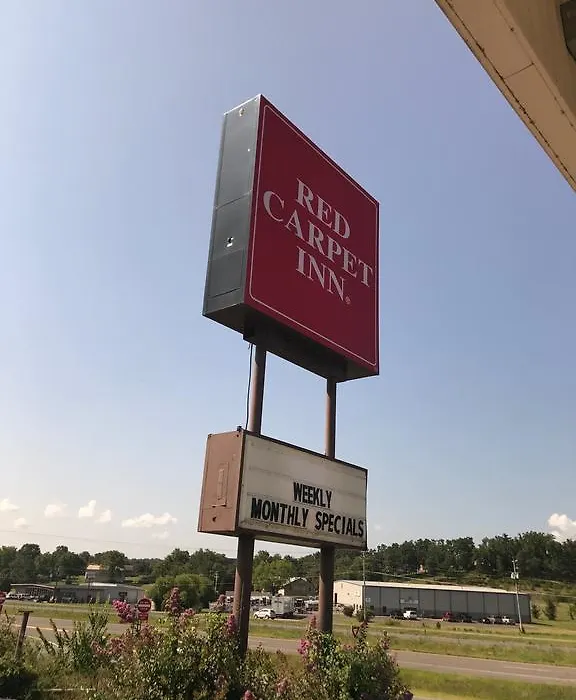 RED
CARPET
INN®
WEEKLY
MONTHLY SPECIALS